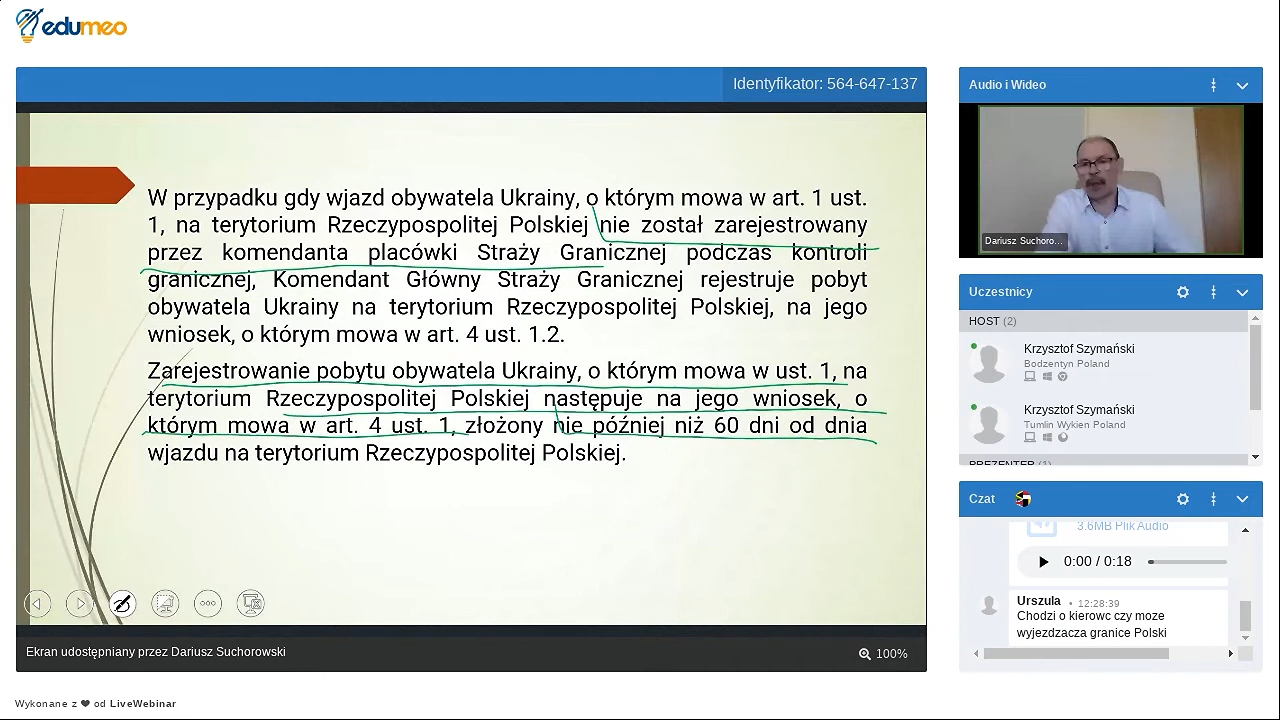 edumeo
Identyfikator: 564-647-137
W przypadku gdy wjazd obywatela Ukrainy, o którym mowa w art. 1 ust.
1, na terytorium Rzeczypospolitej Polskiej nie został zarejestrowany
przez komendanta placówki Straży Granicznej podczas kontroli
granicznej, Komendant Główny Straży Granicznej rejestruje pobyt
obywatela Ukrainy na terytorium Rzeczypospolitej Polskiej, na jego
wniosek, o którym mowa w art. 4 ust. 1.2.
Zarejestrowanie pobytu obywatela Ukrainy, o którym mowa w ust. 1, na
terytorium Rzeczypospolitej Polskiej następuje na jego wniosek, o
którym mowa w art. 4 ust. 1, złożony nie później niż 60 dni od dnia
wjazdu na terytorium Rzeczypospolitej Polskiej.
Ekran udostępniany przez Dariusz Suchorowski
100%
Audio i Wideo
Dariusz Suchoro...
Uczestnicy
HOST (2)
Krzysztof Szymański
Bodzentyn Poland
Krzysztof Szymański
Tumlin Wykien Poland
PREZENTER (1)
Czat
3.6MB Plik Audio
0:00 / 0:18
Urszula • 12:28:39
Chodzi o kierowc czy moze
wyjezdzacza granice Polski
Wykonane z ❤ od LiveWebinar